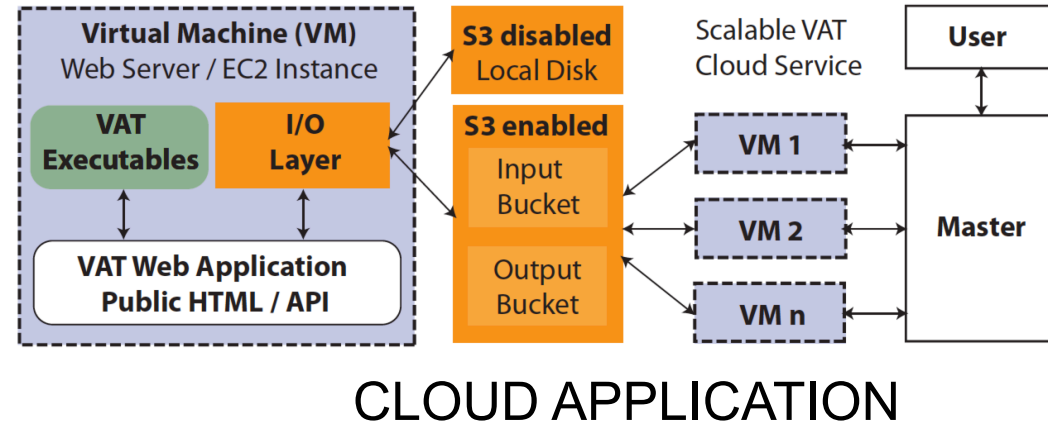 Virtual Machine (VM)
Web Server / EC2 Instance
VAT
Executables
I/O
Layer
VAT Web Application
Public HTML / API
S3 disabled
Local Disk
S3 enabled
Input
Bucket
Output
Bucket
Scalable VAT
Cloud Service
VM 1
VM 2
VM n
User
Master
CLOUD APPLICATION